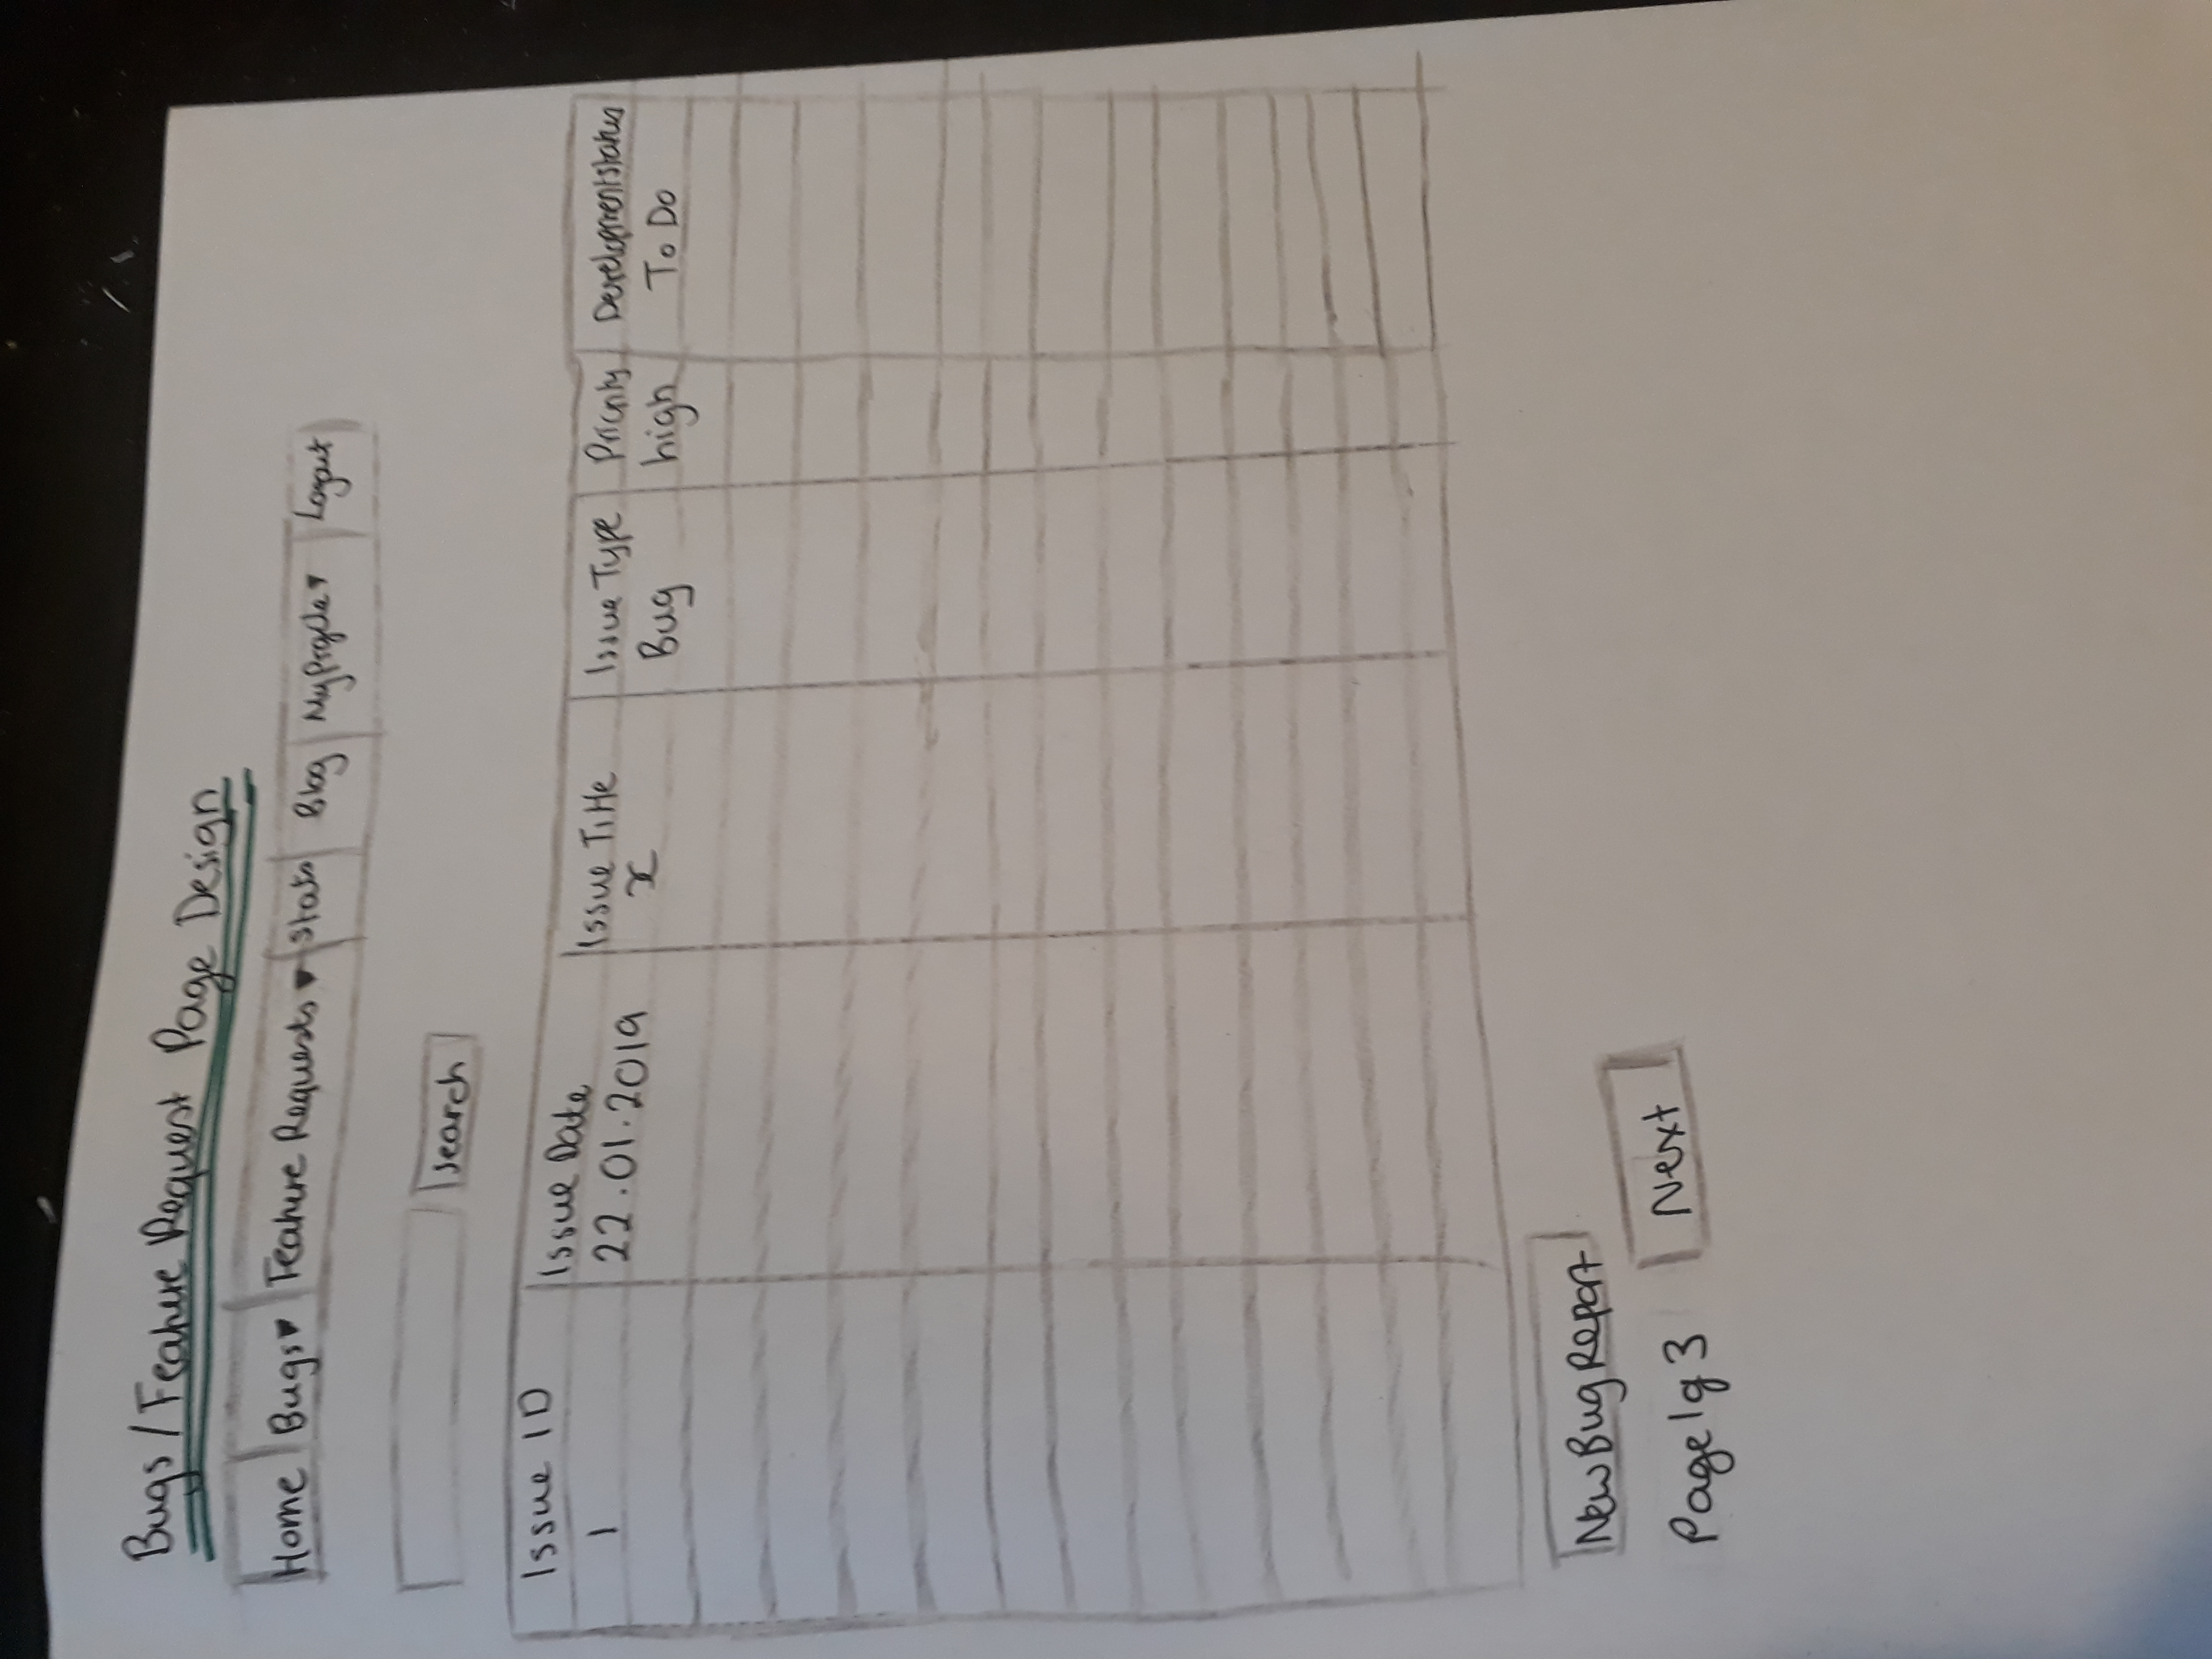 Bugs / Feature Request Page Design
Home Bugs Feature Requests Stats Blog My Profile Logout
search
Issue ID Issue Date Issue Title Issue Type Priority Development status
1 22.01.2019 x Bug high To Do
New Bug Report
Page 1 of 3 Next